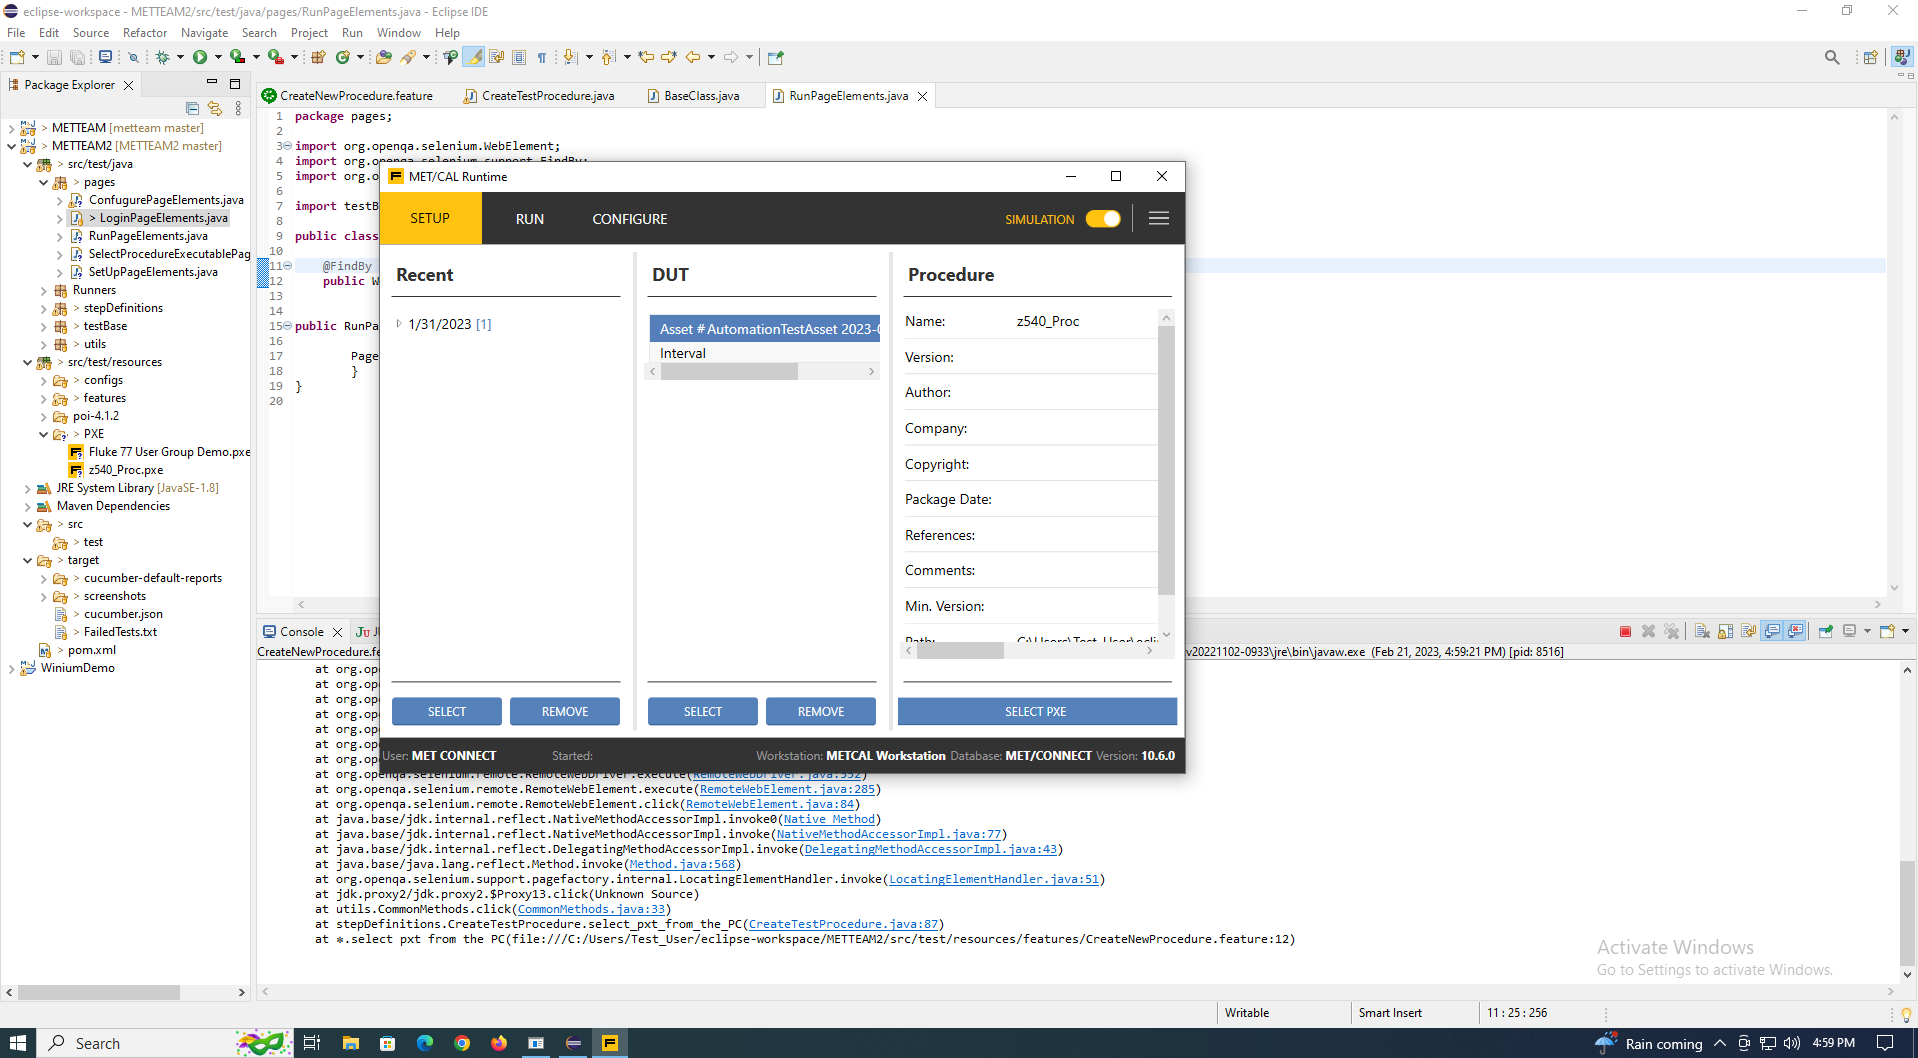 eclipse-workspace - METTEAM2/src/test/java/pages/RunPageElements.java - Eclipse IDE
File Edit Source Refactor Navigate Search Project Run Window Help
Package Explorer
CreateNewProcedure.feature
CreateTestProcedure.java
BaseClass.java
RunPageElements.java
> METTEAM [metteam master]
> METTEAM2 [METTEAM2 master]
> src/test/java
> pages
ConfugurePageElements.java
> LoginPageElements.java
RunPageElements.java
SelectProcedureExecutablePag
SetUpPageElements.java
Runners
> stepDefinitions
> testBase
> utils
> src/test/resources
> configs
> features
poi-4.1.2
> PXE
Fluke 77 User Group Demo.pxe
z540_Proc.pxe
JRE System Library [JavaSE-1.8]
Maven Dependencies
> src
> test
> target
> cucumber-default-reports
> screenshots
> cucumber.json
> FailedTests.txt
> pom.xml
WiniumDemo
1 package pages;
2
3 import org.openqa.selenium.WebElement;
4 import org.openqa.selenium.support.FindBy;
5 import org.o
6
7 import testB
8
9 public class
10
11 @FindBy
12 public W
13
14
15 public RunPa
16
17 Page
18 }
19 }
20
MET/CAL Runtime
SETUP RUN CONFIGURE SIMULATION
Recent
1/31/2023 [1]
SELECT REMOVE
DUT
Asset # AutomationTestAsset 2023-0
Interval
SELECT REMOVE
Procedure
Name: z540_Proc
Version:
Author:
Company:
Copyright:
Package Date:
References:
Comments:
Min. Version:
Path: C:\Users\Test_User\eclip
SELECT PXE
User: MET CONNECT Started: Workstation: METCAL Workstation Database: MET/CONNECT Version: 10.6.0
Console Ju J
CreateNewProcedure.fe v20221102-0933\jre\bin\javaw.exe (Feb 21, 2023, 4:59:21 PM) [pid: 8516]
at org.ope
at org.ope
at org.ope
at org.ope
at org.ope
at org.ope
at org.ope
at org.openqa.selenium.remote.RemoteWebDriver.execute(RemoteWebDriver.java:552)
at org.openqa.selenium.remote.RemoteWebElement.execute(RemoteWebElement.java:285)
at org.openqa.selenium.remote.RemoteWebElement.click(RemoteWebElement.java:84)
at java.base/jdk.internal.reflect.NativeMethodAccessorImpl.invoke0(Native Method)
at java.base/jdk.internal.reflect.NativeMethodAccessorImpl.invoke(NativeMethodAccessorImpl.java:77)
at java.base/jdk.internal.reflect.DelegatingMethodAccessorImpl.invoke(DelegatingMethodAccessorImpl.java:43)
at java.base/java.lang.reflect.Method.invoke(Method.java:568)
at org.openqa.selenium.support.pagefactory.internal.LocatingElementHandler.invoke(LocatingElementHandler.java:51)
at jdk.proxy2/jdk.proxy2.$Proxy13.click(Unknown Source)
at utils.CommonMethods.click(CommonMethods.java:33)
at stepDefinitions.CreateTestProcedure.select_pxt_from_the_PC(CreateTestProcedure.java:87)
at ✽.select pxt from the PC(file:///C:/Users/Test_User/eclipse-workspace/METTEAM2/src/test/resources/features/CreateNewProcedure.feature:12)
Activate Windows
Go to Settings to activate Windows.
Writable Smart Insert 11 : 25 : 256
Search Rain coming 4:59 PM